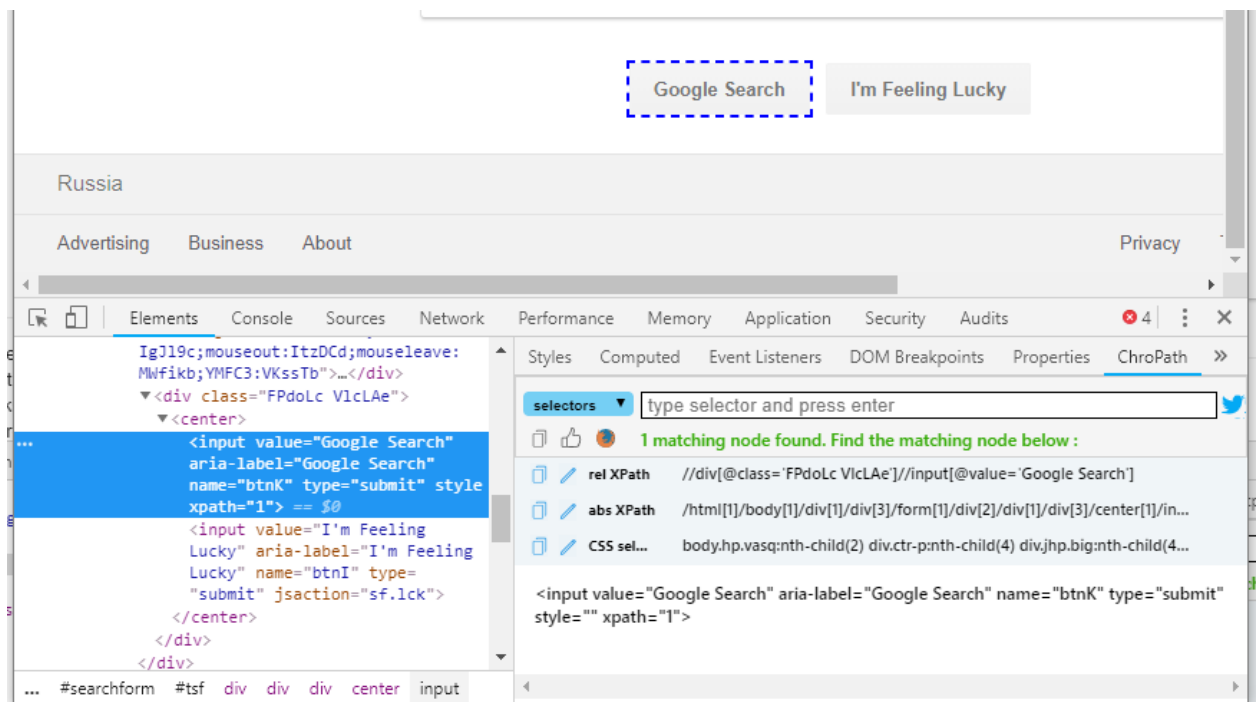 Google Search
I'm Feeling Lucky
Russia
Advertising Business About Privacy
Elements Console Sources Network Performance Memory Application Security Audits 4
IgJl9c;mouseout:ItzDCd;mouseleave:
MWfikb;YMFC3:VKssTb">…</div>
▼<div class="FPdoLc VlcLAe">
▼<center>
... <input value="Google Search"
aria-label="Google Search"
name="btnK" type="submit" style
xpath="1"> == $0
<input value="I'm Feeling
Lucky" aria-label="I'm Feeling
Lucky" name="btnI" type=
"submit" jsaction="sf.lck">
</center>
</div>
</div>
... #searchform #tsf div div div center input
Styles Computed Event Listeners DOM Breakpoints Properties ChroPath »
selectors ▼ type selector and press enter
1 matching node found. Find the matching node below :
rel XPath //div[@class='FPdoLc VlcLAe']//input[@value='Google Search']
abs XPath /html[1]/body[1]/div[1]/div[3]/form[1]/div[2]/div[1]/div[3]/center[1]/in...
CSS sel... body.hp.vasq:nth-child(2) div.ctr-p:nth-child(4) div.jhp.big:nth-child(4...
<input value="Google Search" aria-label="Google Search" name="btnK" type="submit"
style="" xpath="1">